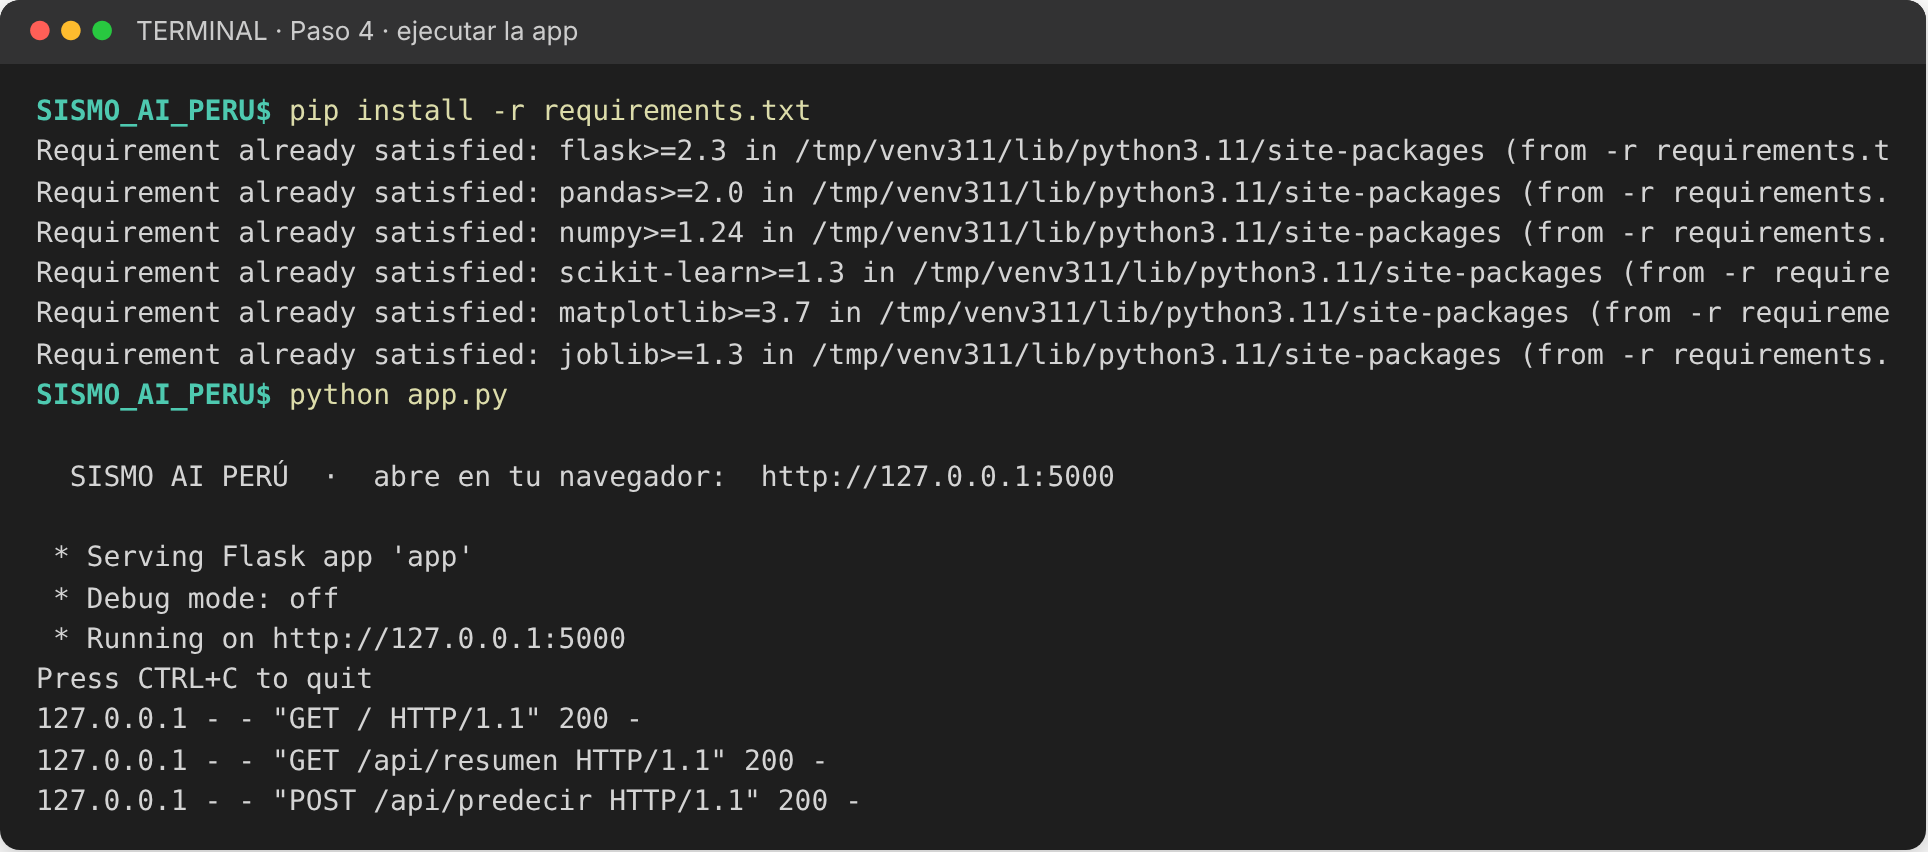 TERMINAL · Paso 4 · ejecutar la app
SISMO_AI_PERU$ pip install -r requirements.txt
Requirement already satisfied: flask>=2.3 in /tmp/venv311/lib/python3.11/site-packages (from -r requirements.t
Requirement already satisfied: pandas>=2.0 in /tmp/venv311/lib/python3.11/site-packages (from -r requirements.
Requirement already satisfied: numpy>=1.24 in /tmp/venv311/lib/python3.11/site-packages (from -r requirements.
Requirement already satisfied: scikit-learn>=1.3 in /tmp/venv311/lib/python3.11/site-packages (from -r require
Requirement already satisfied: matplotlib>=3.7 in /tmp/venv311/lib/python3.11/site-packages (from -r requireme
Requirement already satisfied: joblib>=1.3 in /tmp/venv311/lib/python3.11/site-packages (from -r requirements.
SISMO_AI_PERU$ python app.py
SISMO AI PERÚ  ·  abre en tu navegador:  http://127.0.0.1:5000
* Serving Flask app 'app'
* Debug mode: off
* Running on http://127.0.0.1:5000
Press CTRL+C to quit
127.0.0.1 - - "GET / HTTP/1.1" 200 -
127.0.0.1 - - "GET /api/resumen HTTP/1.1" 200 -
127.0.0.1 - - "POST /api/predecir HTTP/1.1" 200 -